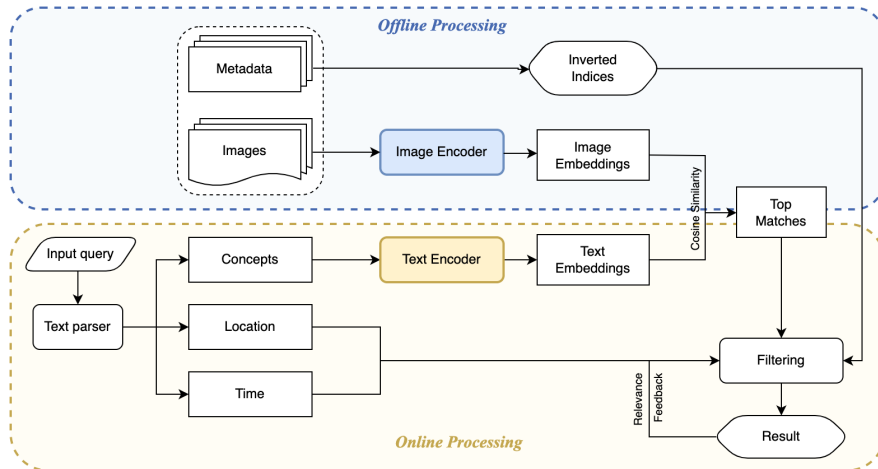 Offline Processing
Metadata
Inverted
Indices
Images
Image Encoder
Image
Embeddings
Cosine Similarity
Top
Matches
Input query
Concepts
Text Encoder
Text
Embeddings
Text parser
Location
Time
Filtering
Relevance
Feedback
Result
Online Processing